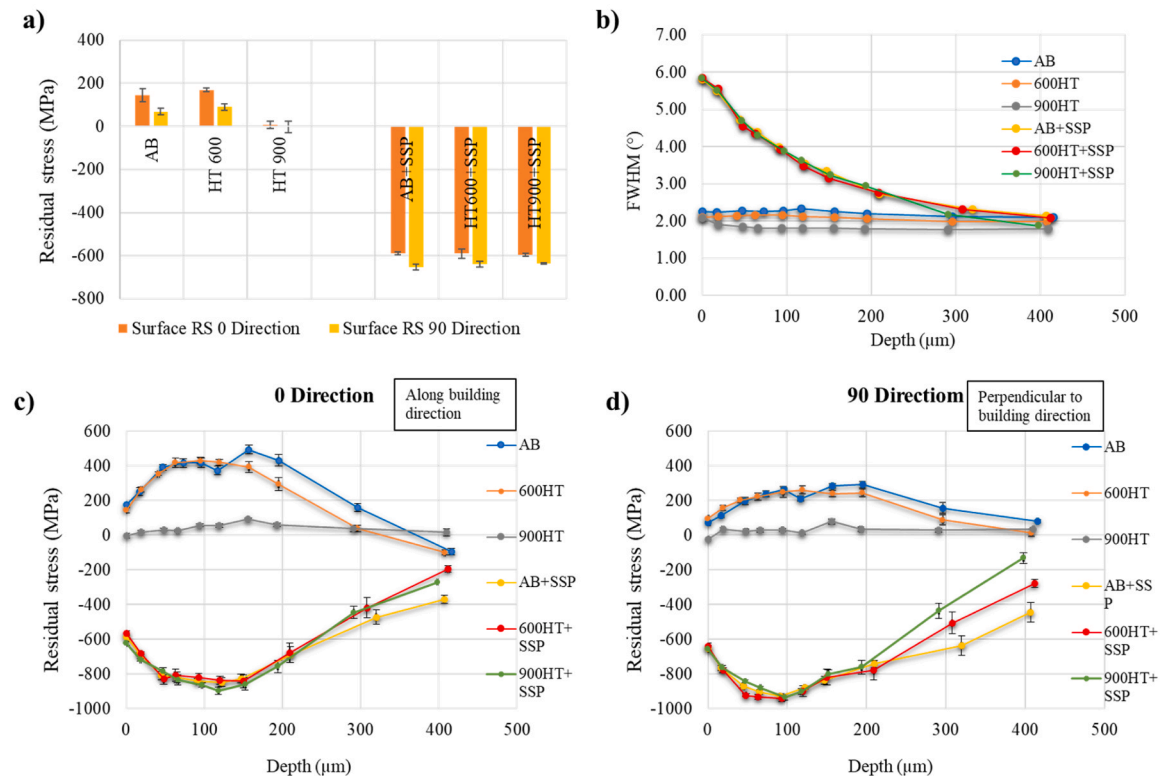 a)
400
200
0
-200
-400
-600
-800
Residual stress (MPa)
AB
HT 600
HT 900
AB+SSP
HT600+SSP
HT900+SSP
Surface RS 0 Direction
Surface RS 90 Direction
b)
7.00
6.00
5.00
4.00
3.00
2.00
1.00
0.00
FWHM (°)
0
100
200
300
400
500
Depth (µm)
AB
600HT
900HT
AB+SSP
600HT+SSP
900HT+SSP
c)
0 Direction
Along building
direction
600
400
200
0
-200
-400
-600
-800
-1000
Residual stress (MPa)
0
100
200
300
400
500
Depth (µm)
AB
600HT
900HT
AB+SSP
600HT+
SSP
900HT+
SSP
d)
90 Directiom
Perpendicular to
building direction
600
400
200
0
-200
-400
-600
-800
-1000
Residual stress (MPa)
0
100
200
300
400
500
Depth (µm)
AB
600HT
900HT
AB+SS
P
600HT+
SSP
900HT+
SSP